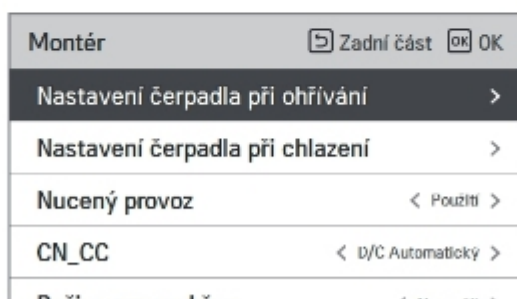 Montér Zadní část OK OK
Nastavení čerpadla při ohřívání >
Nastavení čerpadla při chlazení >
Nucený provoz < Použití >
CN_CC < D/C Automatický >